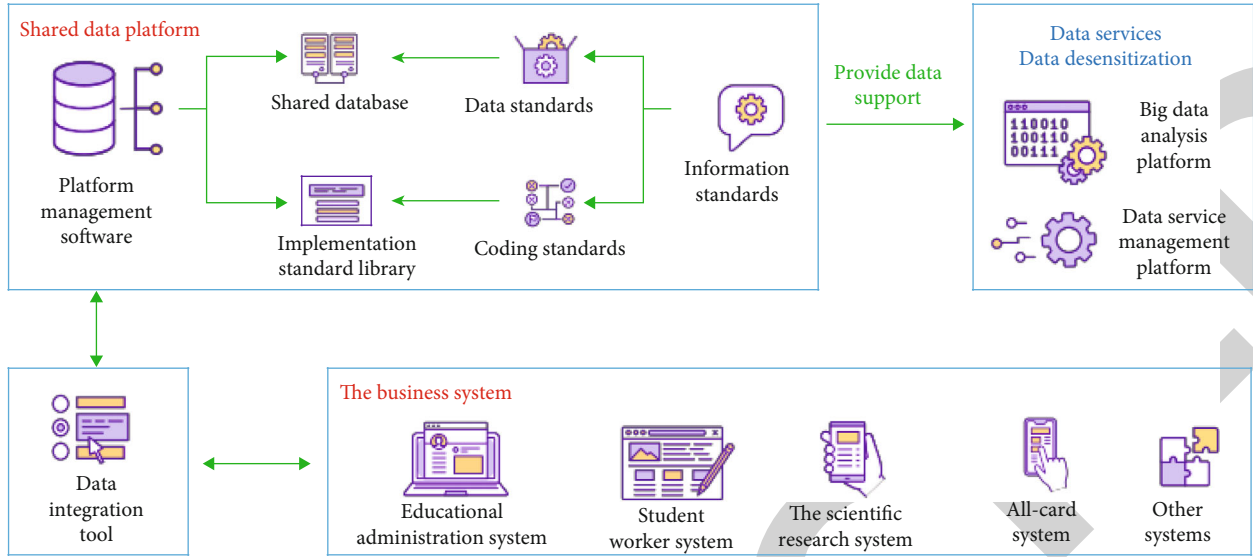 Shared data platform
Platform
management
software
Shared database
Data standards
Implementation
standard library
Coding standards
Information
standards
Provide data
support
Data services
Data desensitization
110010
100110
00111
Big data
analysis
platform
Data service
management
platform
Data
integration
tool
The business system
Educational
administration system
Student
worker system
The scientific
research system
All-card
system
Other
systems